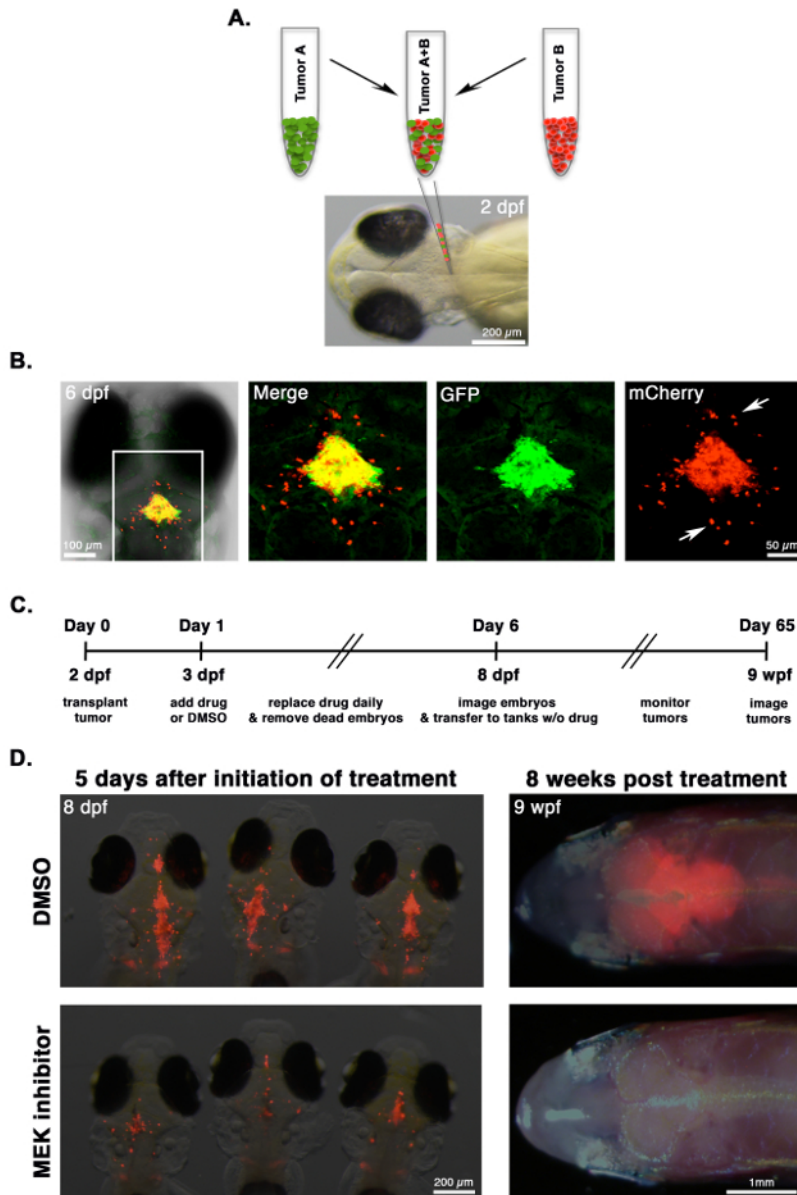 A.
Tumor A
Tumor A+B
Tumor B
2 dpf
200 µm
B.
6 dpf
Merge
GFP
mCherry
100 µm
50 µm
C.
Day 0
Day 1
Day 6
Day 65
2 dpf
3 dpf
8 dpf
9 wpf
transplant
tumor
add drug
or DMSO
replace drug daily
& remove dead embryos
image embryos
& transfer to tanks w/o drug
monitor
tumors
image
tumors
D.
5 days after initiation of treatment
8 weeks post treatment
8 dpf
9 wpf
DMSO
MEK inhibitor
200 µm
1mm